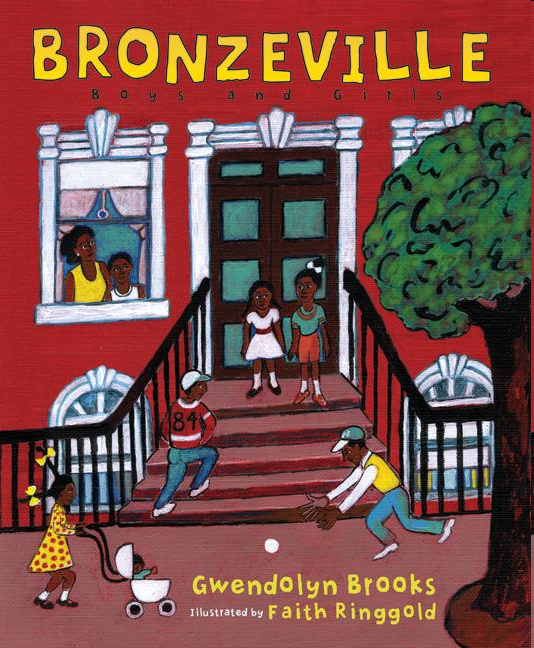 BRONZEVILLE
Boys and Girls
84
Gwendolyn Brooks
Illustrated by Faith Ringgold